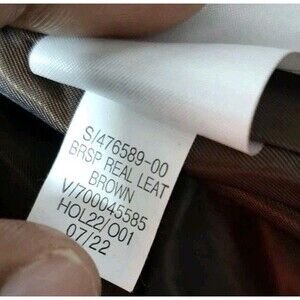 S/476589-00
BRSP REAL LEAT
BROWN
V/700045585
HOL22/O01
07/22